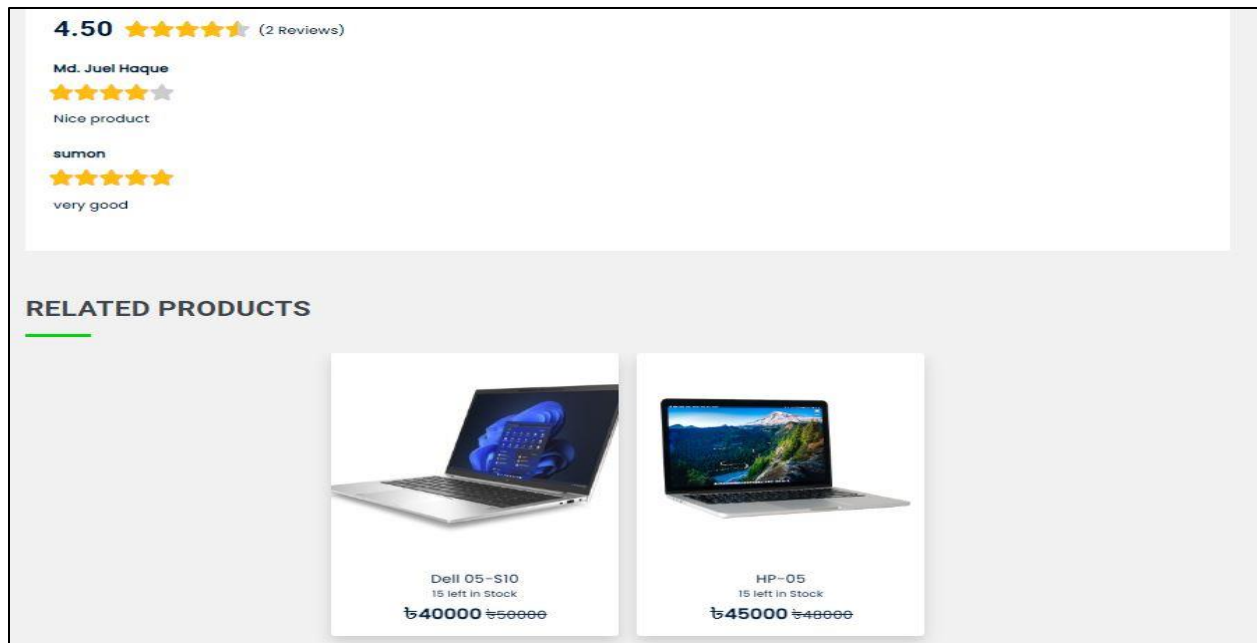 4.50 (2 Reviews)
Md. Juel Haque
Nice product
sumon
very good
RELATED PRODUCTS
Dell 05-S10
15 left in Stock
৳40000 ৳50000
HP-05
15 left in Stock
৳45000 ৳48000